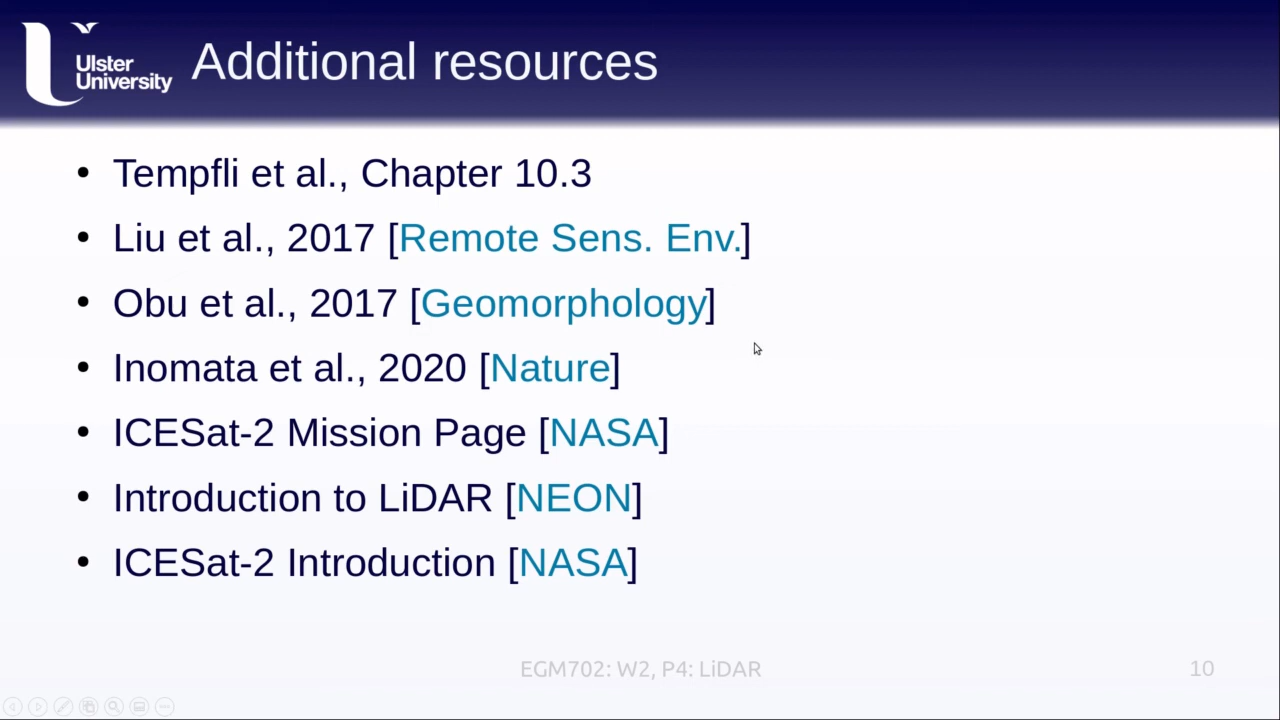 Ulster
University
Additional resources
• Tempfli et al., Chapter 10.3
• Liu et al., 2017 [Remote Sens. Env.]
• Obu et al., 2017 [Geomorphology]
• Inomata et al., 2020 [Nature]
• ICESat-2 Mission Page [NASA]
• Introduction to LiDAR [NEON]
• ICESat-2 Introduction [NASA]
EGM702: W2, P4: LiDAR
10